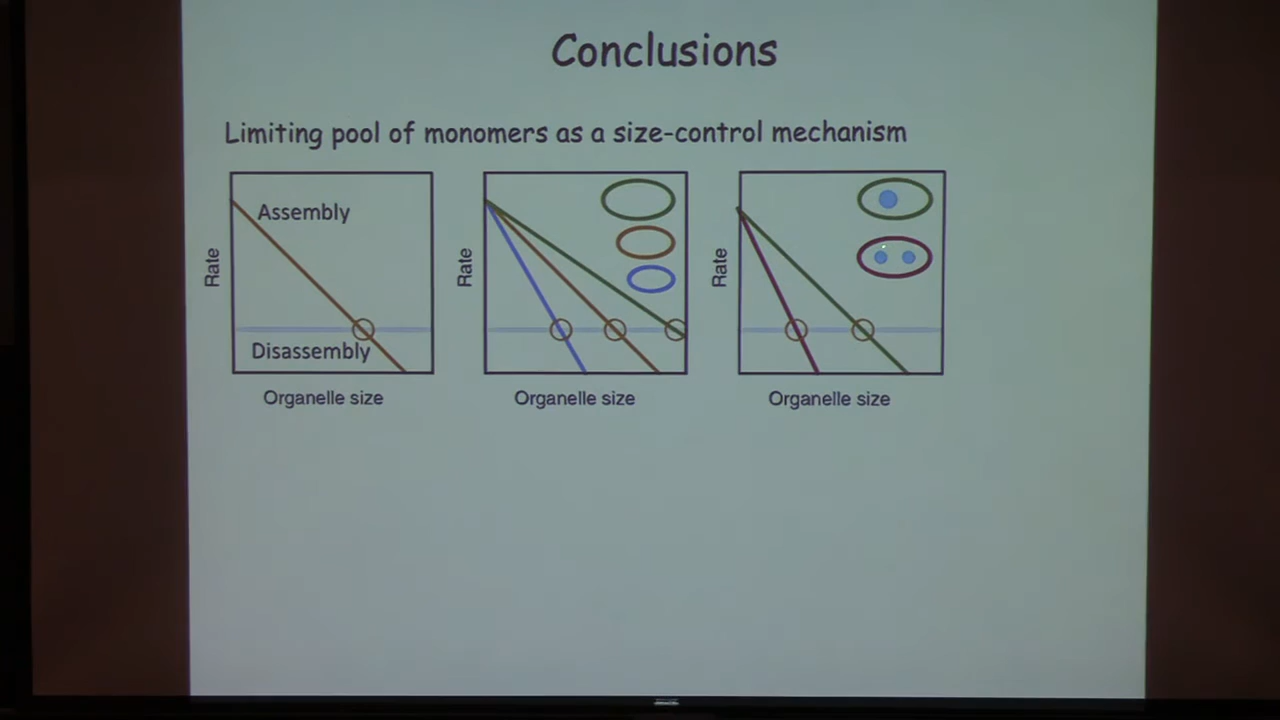 Conclusions
Limiting pool of monomers as a size-control mechanism
Rate
Assembly
Disassembly
Organelle size
Rate
Organelle size
Rate
Organelle size